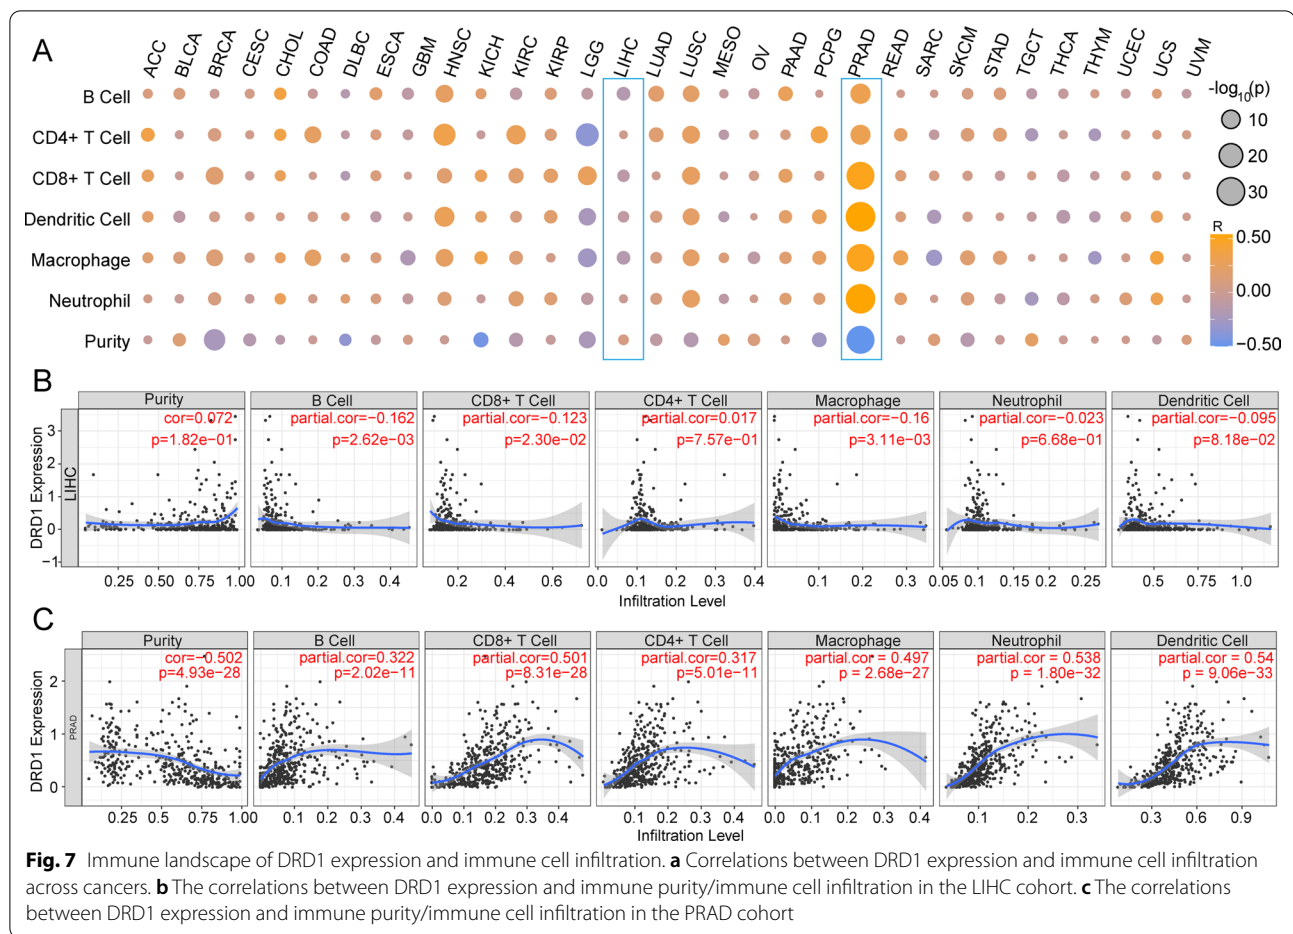 A
ACC BLCA BRCA CESC CHOL COAD DLBC ESCA GBM HNSC KICH KIRC KIRP LGG LIHC LUAD LUSC MESO OV PAAD PCPG PRAD READ SARC SKCM STAD TGCT THCA THYM UCEC UCS UVM
B Cell
CD4+ T Cell
CD8+ T Cell
Dendritic Cell
Macrophage
Neutrophil
Purity
-log10(p)
10
20
30
R
0.50
0.00
−0.50
B
Purity B Cell CD8+ T Cell CD4+ T Cell Macrophage Neutrophil Dendritic Cell
cor=0.072 partial.cor=−0.162 partial.cor=−0.123 partial.cor=0.017 partial.cor=−0.16 partial.cor=−0.023 partial.cor=−0.095
p=1.82e−01 p=2.62e−03 p=2.30e−02 p=7.57e−01 p=3.11e−03 p=6.68e−01 p=8.18e−02
DRD1 Expression
LIHC
3
2
1
0
−1
0.25 0.50 0.75 1.00 0.1 0.2 0.3 0.4 0.2 0.4 0.6 0.0 0.1 0.2 0.3 0.4 0.0 0.1 0.2 0.3 0.05 0.1 0.15 0.20 0.25 0.5 1.0
Infiltration Level
C
Purity B Cell CD8+ T Cell CD4+ T Cell Macrophage Neutrophil Dendritic Cell
cor=−0.502 partial.cor=0.322 partial.cor=0.501 partial.cor=0.317 partial.cor = 0.497 partial.cor = 0.538 partial.cor = 0.54
p=4.93e−28 p=2.02e−11 p=8.31e−28 p=5.01e−11 p = 2.68e−27 p = 1.80e−32 p = 9.06e−33
DRD1 Expression
PRAD
2
1
0
0.25 0.50 0.75 1.00 0.0 0.1 0.2 0.3 0.4 0.0 0.1 0.2 0.3 0.4 0.1 0.2 0.3 0.4 0.0 0.1 0.2 0.3 0.4 0.1 0.2 0.3 0.3 0.6 0.9
Infiltration Level
Fig. 7 Immune landscape of DRD1 expression and immune cell infiltration. a Correlations between DRD1 expression and immune cell infiltration
across cancers. b The correlations between DRD1 expression and immune purity/immune cell infiltration in the LIHC cohort. c The correlations
between DRD1 expression and immune purity/immune cell infiltration in the PRAD cohort